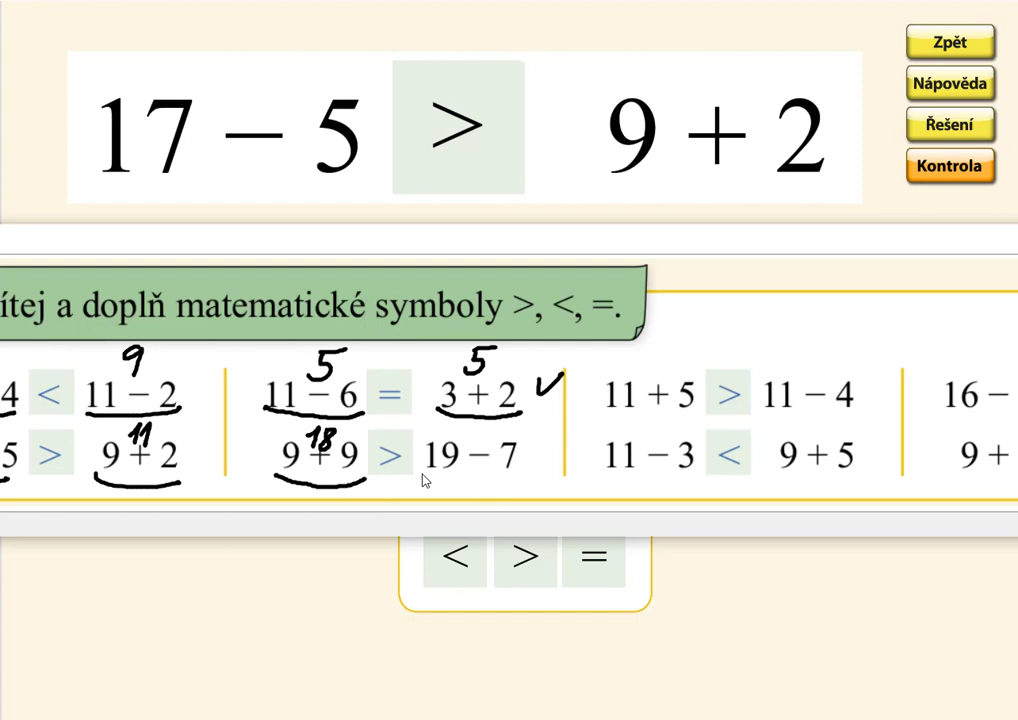 17 − 5 > 9 + 2
Zpět
Nápověda
Řešení
Kontrola
ítej a doplň matematické symboly >, <, =.
9 5 5
4 < 11 − 2 11 − 6 = 3 + 2 ✓ 11 + 5 > 11 − 4 16 −
11 18
5 > 9 + 2 9 + 9 > 19 − 7 11 − 3 < 9 + 5 9 +
< > =